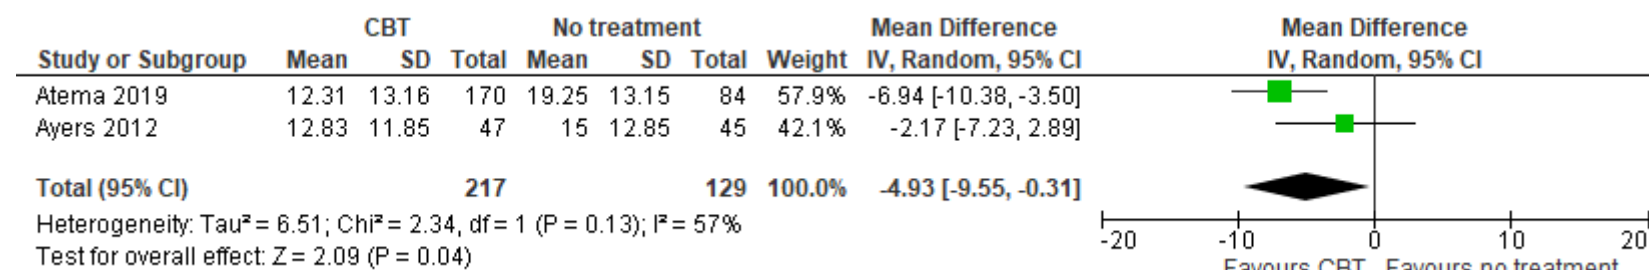 CBT No treatment Mean Difference Mean Difference
Study or Subgroup Mean SD Total Mean SD Total Weight IV, Random, 95% CI IV, Random, 95% CI
Atema 2019 12.31 13.16 170 19.25 13.15 84 57.9% -6.94 [-10.38, -3.50]
Ayers 2012 12.83 11.85 47 15 12.85 45 42.1% -2.17 [-7.23, 2.89]
Total (95% CI) 217 129 100.0% -4.93 [-9.55, -0.31]
Heterogeneity: Tau² = 6.51; Chi² = 2.34, df = 1 (P = 0.13); I² = 57%
Test for overall effect: Z = 2.09 (P = 0.04)
-20 -10 0 10 20
Favours CBT Favours no treatment